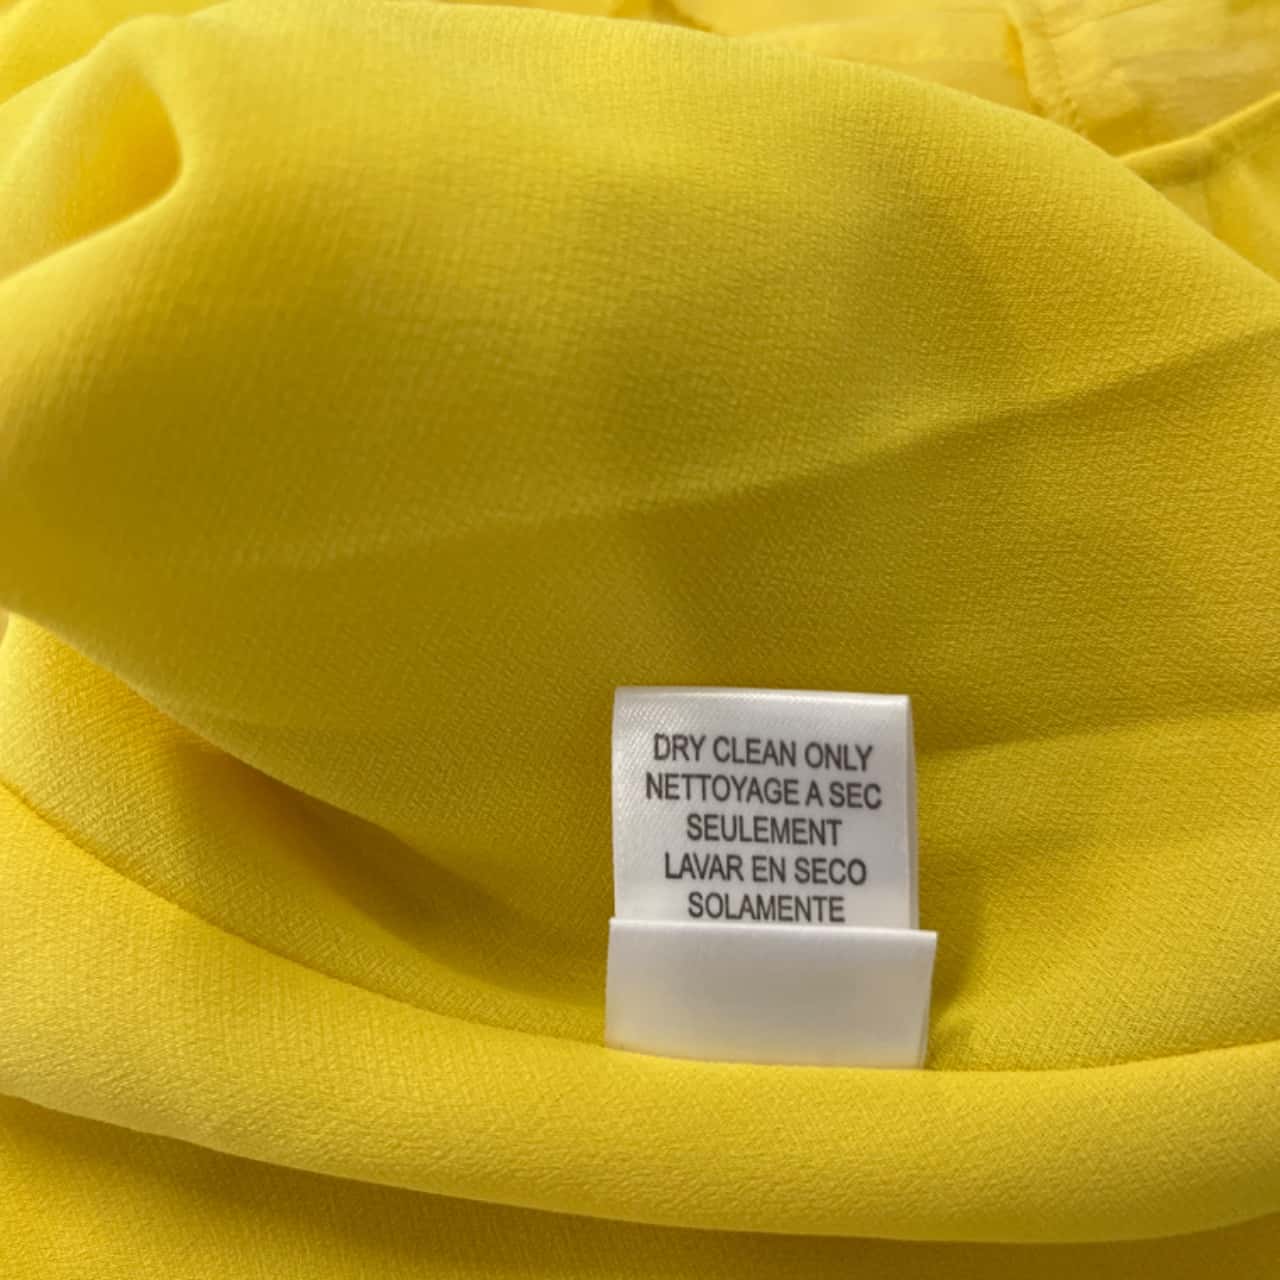 DRY CLEAN ONLY
NETTOYAGE A SEC
SEULEMENT
LAVAR EN SECO
SOLAMENTE